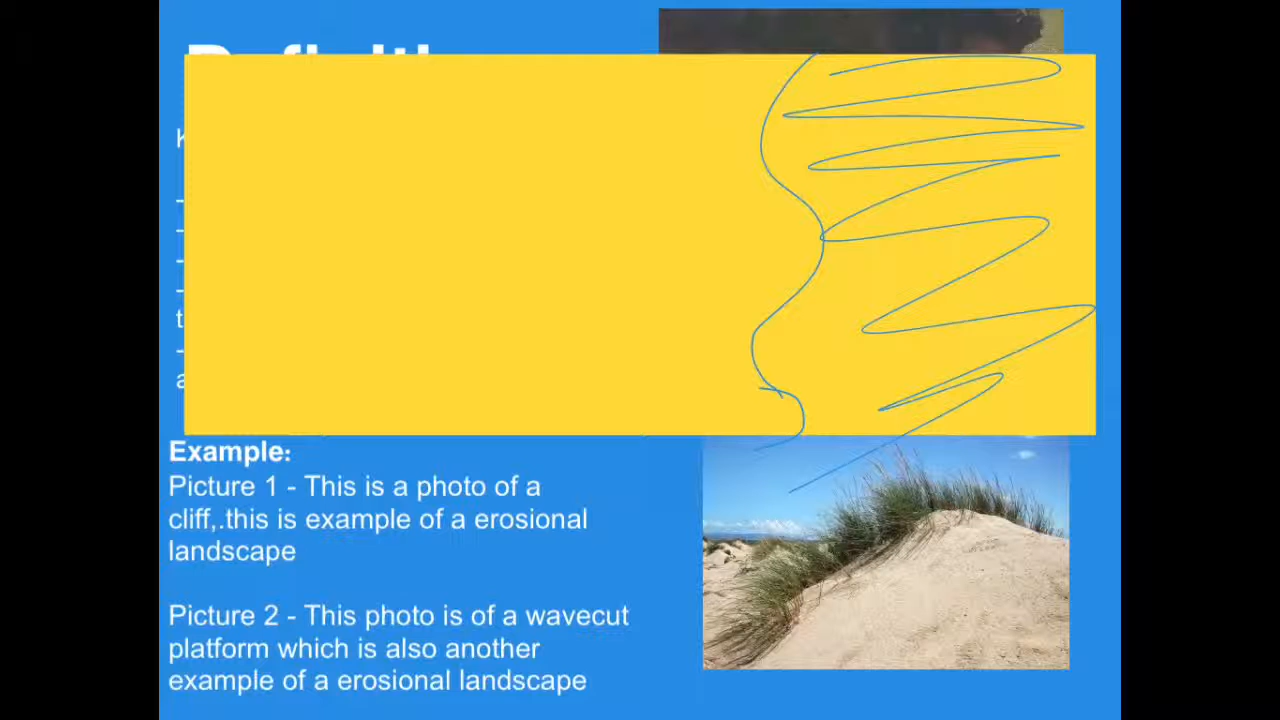 Example:
Picture 1 - This is a photo of a
cliff,.this is example of a erosional
landscape
Picture 2 - This photo is of a wavecut
platform which is also another
example of a erosional landscape